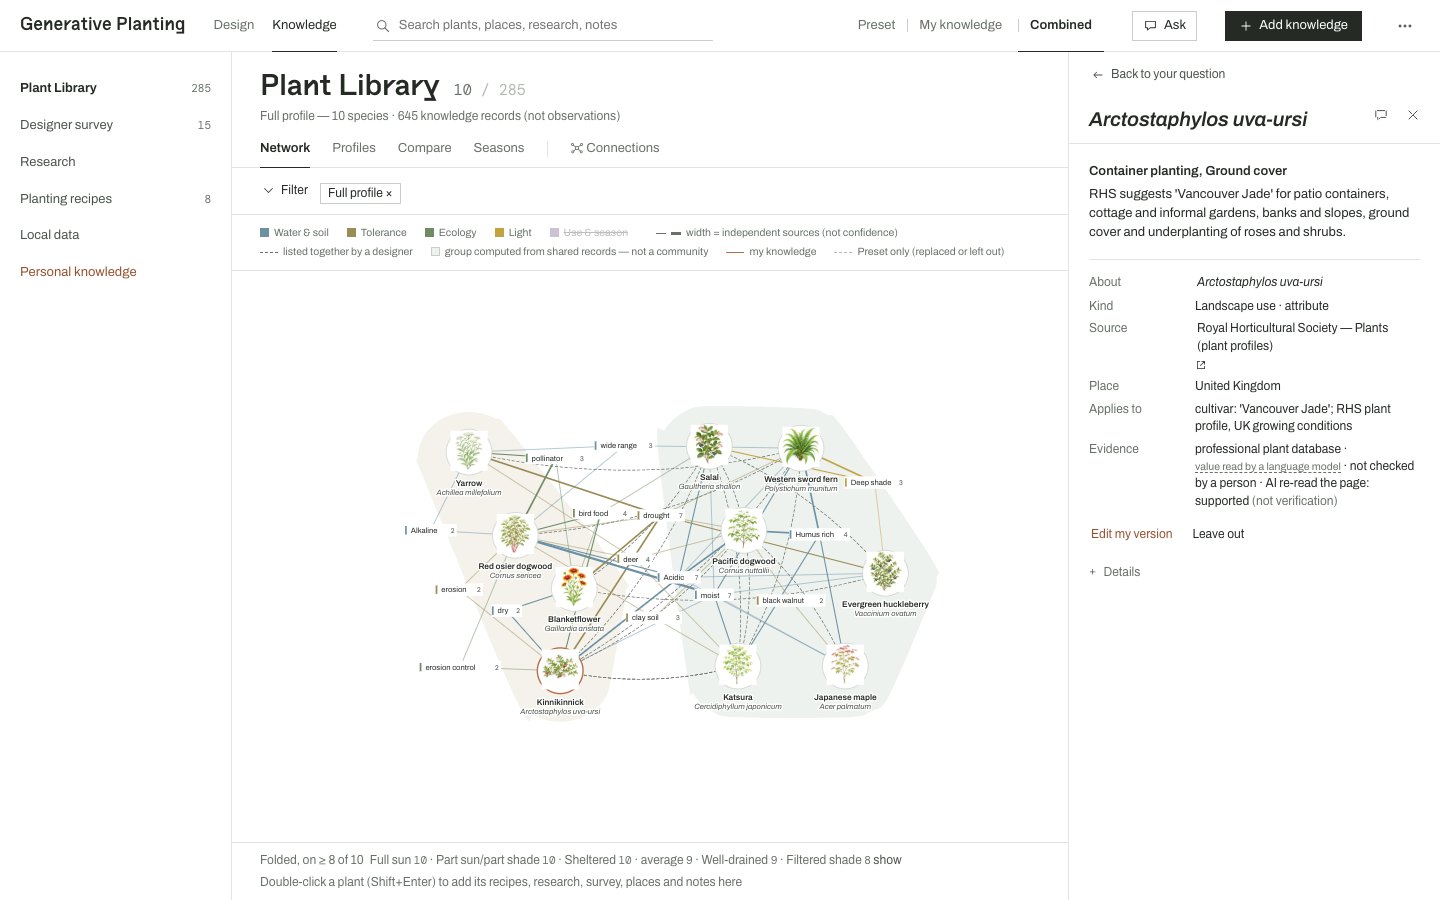 Generative Planting
Design
Knowledge
Search plants, places, research, notes
Preset
My knowledge
Combined
Ask
+ Add knowledge
Plant Library 285
Designer survey 15
Research
Planting recipes 8
Local data
Personal knowledge
Plant Library 10 / 285
Full profile — 10 species · 645 knowledge records (not observations)
Network
Profiles
Compare
Seasons
Connections
Filter
Full profile ×
Water & soil
Tolerance
Ecology
Light
Use & season
width = independent sources (not confidence)
listed together by a designer
group computed from shared records — not a community
my knowledge
Preset only (replaced or left out)
wide range 3
pollinator 3
Yarrow
Achillea millefolium
Salal
Gaultheria shallon
Western sword fern
Polystichum munitum
Deep shade 3
bird food 4
drought 7
Alkaline 2
Humus rich 4
deer 4
Pacific dogwood
Cornus nuttallii
Red osier dogwood
Cornus sericea
Acidic 7
erosion 2
moist 7
black walnut 2
Evergreen huckleberry
Vaccinium ovatum
dry 2
Blanketflower
Gaillardia aristata
clay soil 3
erosion control 2
Kinnikinnick
Arctostaphylos uva-ursi
Katsura
Cercidiphyllum japonicum
Japanese maple
Acer palmatum
Folded, on ≥ 8 of 10 Full sun 10 · Part sun/part shade 10 · Sheltered 10 · average 9 · Well-drained 9 · Filtered shade 8 show
Double-click a plant (Shift+Enter) to add its recipes, research, survey, places and notes here
← Back to your question
Arctostaphylos uva-ursi
Container planting, Ground cover
RHS suggests 'Vancouver Jade' for patio containers,
cottage and informal gardens, banks and slopes, ground
cover and underplanting of roses and shrubs.
About Arctostaphylos uva-ursi
Kind Landscape use · attribute
Source Royal Horticultural Society — Plants
(plant profiles)
Place United Kingdom
Applies to cultivar: 'Vancouver Jade'; RHS plant
profile, UK growing conditions
Evidence professional plant database ·
value read by a language model · not checked
by a person · AI re-read the page:
supported (not verification)
Edit my version
Leave out
+ Details